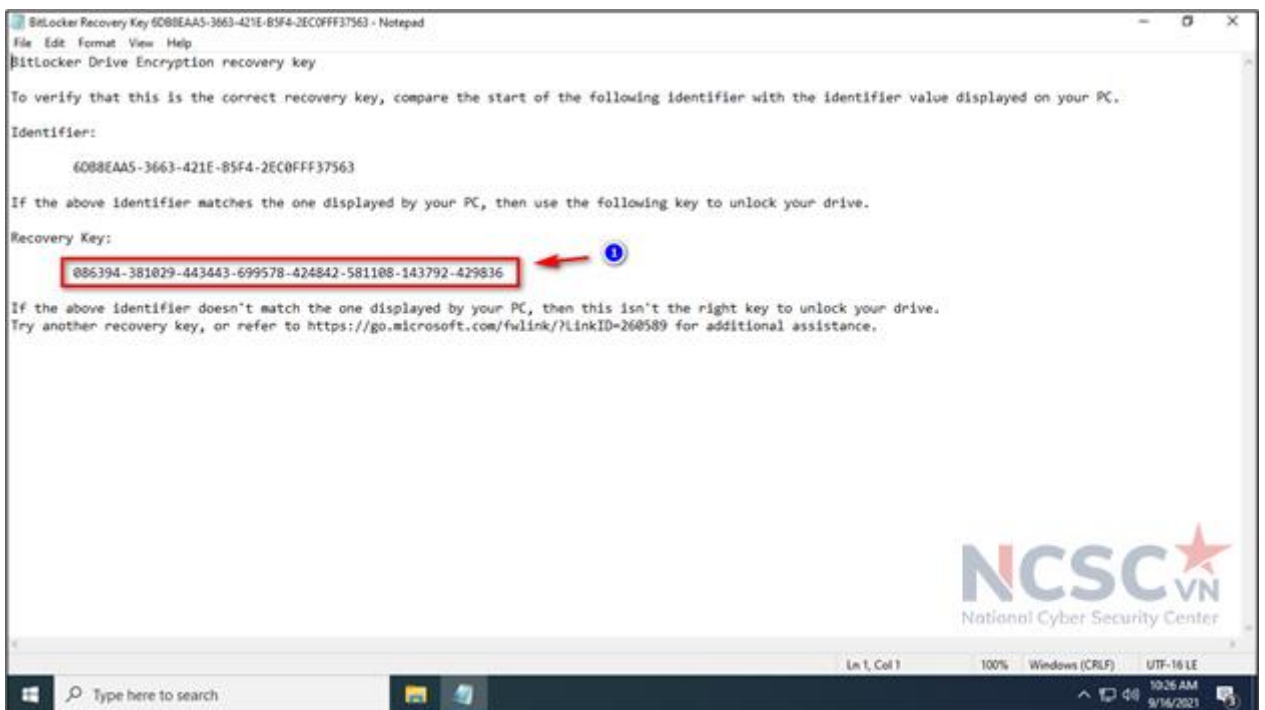 BitLocker Recovery Key 6DB8EAA5-3663-421E-B5F4-2EC0FFF37563 - Notepad
File Edit Format View Help
BitLocker Drive Encryption recovery key
To verify that this is the correct recovery key, compare the start of the following identifier with the identifier value displayed on your PC.
Identifier:
6DB8EAA5-3663-421E-B5F4-2EC0FFF37563
If the above identifier matches the one displayed by your PC, then use the following key to unlock your drive.
Recovery Key:
1
086394-381029-443443-699578-424842-581108-143792-429836
If the above identifier doesn't match the one displayed by your PC, then this isn't the right key to unlock your drive.
Try another recovery key, or refer to https://go.microsoft.com/fwlink/?LinkID=260589 for additional assistance.
NCSC
VN
National Cyber Security Center
Ln 1, Col 1 100% Windows (CRLF) UTF-16 LE
Type here to search
10:26 AM
9/16/2021
3